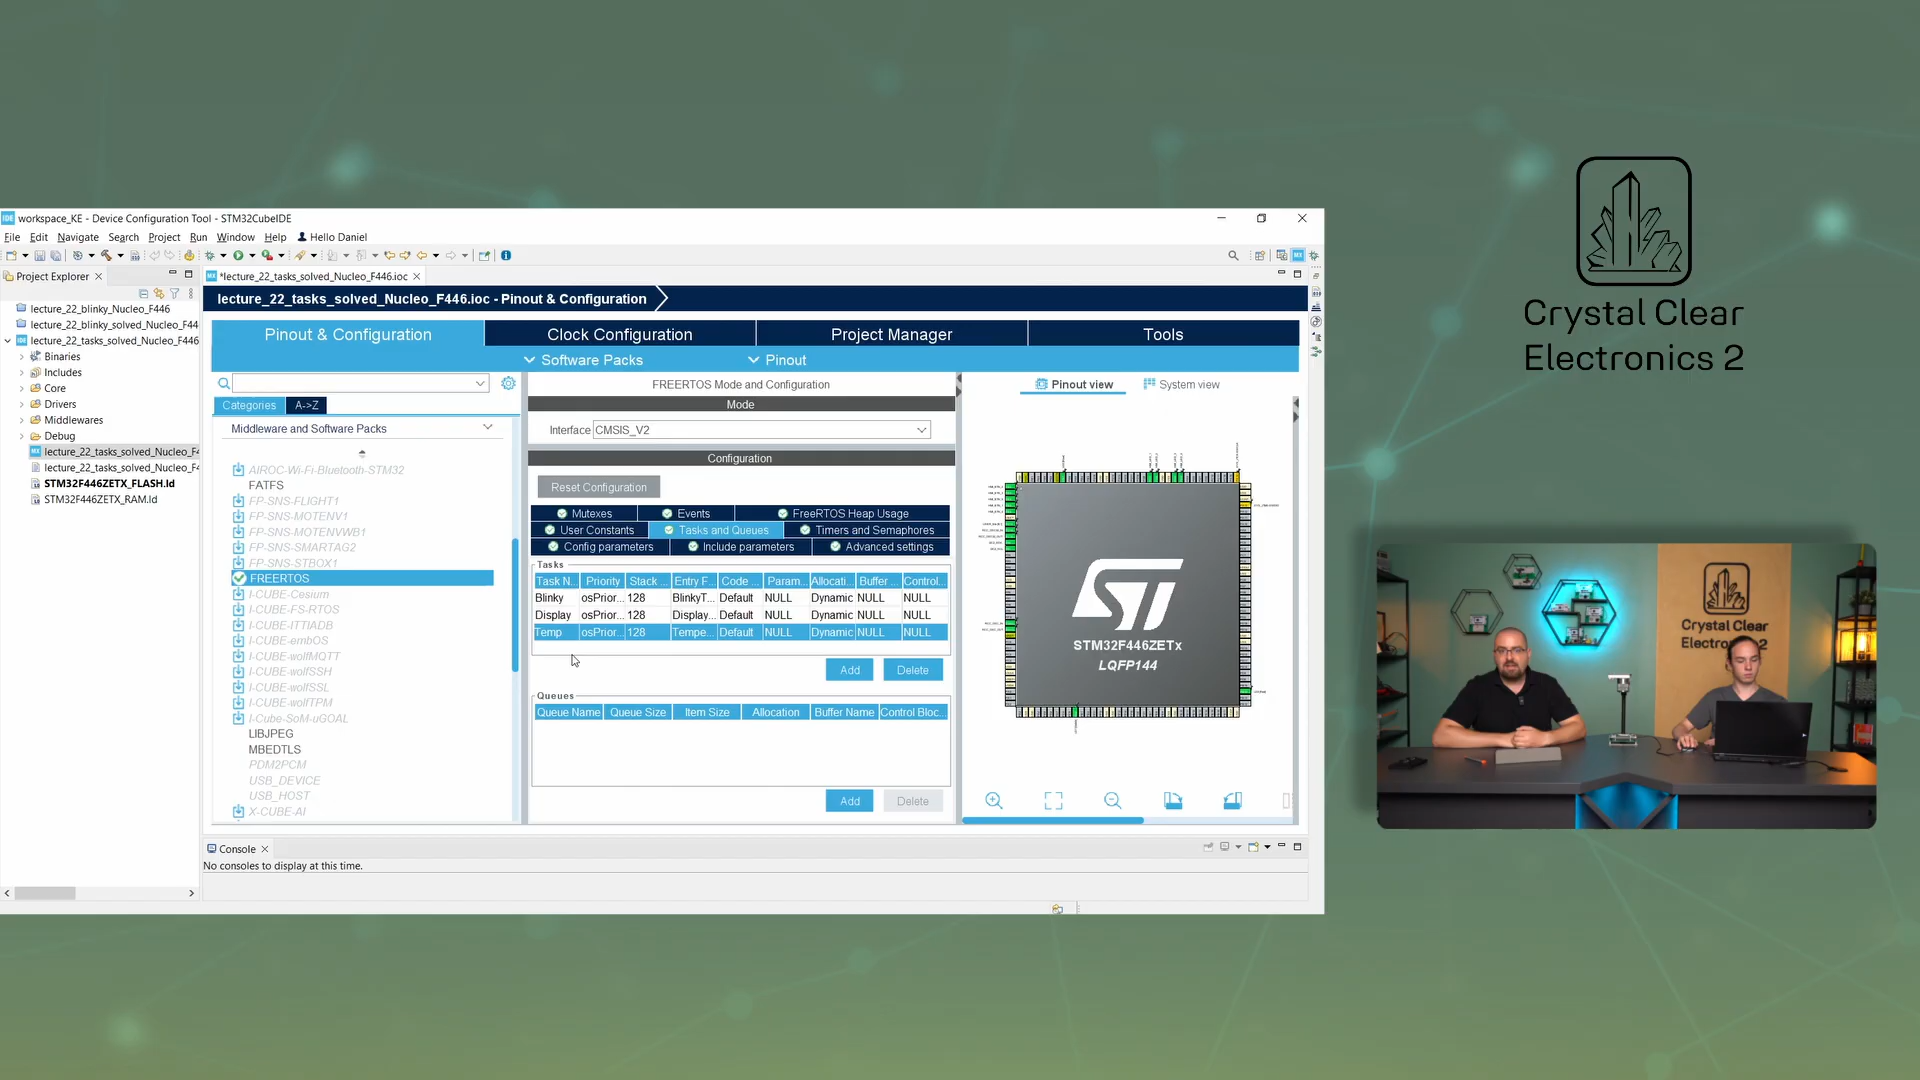 workspace_KE - Device Configuration Tool - STM32CubeIDE
File Edit Navigate Search Project Run Window Help Hello Daniel
Project Explorer
*lecture_22_tasks_solved_Nucleo_F446.ioc
lecture_22_tasks_solved_Nucleo_F446.ioc - Pinout & Configuration
lecture_22_blinky_Nucleo_F446
lecture_22_blinky_solved_Nucleo_F44
lecture_22_tasks_solved_Nucleo_F446
Binaries
Includes
Core
Drivers
Middlewares
Debug
lecture_22_tasks_solved_Nucleo_F4
lecture_22_tasks_solved_Nucleo_F4
STM32F446ZETX_FLASH.ld
STM32F446ZETX_RAM.ld
Pinout & Configuration
Clock Configuration
Project Manager
Tools
Software Packs
Pinout
Categories
A->Z
Middleware and Software Packs
AIROC-Wi-Fi-Bluetooth-STM32
FATFS
FP-SNS-FLIGHT1
FP-SNS-MOTENV1
FP-SNS-MOTENVWB1
FP-SNS-SMARTAG2
FP-SNS-STBOX1
FREERTOS
I-CUBE-Cesium
I-CUBE-FS-RTOS
I-CUBE-ITTIADB
I-CUBE-embOS
I-CUBE-wolfMQTT
I-CUBE-wolfSSH
I-CUBE-wolfSSL
I-CUBE-wolfTPM
I-Cube-SoM-uGOAL
LIBJPEG
MBEDTLS
PDM2PCM
USB_DEVICE
USB_HOST
X-CUBE-AI
FREERTOS Mode and Configuration
Mode
Interface CMSIS_V2
Configuration
Reset Configuration
Mutexes Events FreeRTOS Heap Usage
User Constants Tasks and Queues Timers and Semaphores
Config parameters Include parameters Advanced settings
Tasks
Task N... Priority Stack ... Entry F... Code ... Param... Allocati... Buffer ... Control...
Blinky osPrior... 128 BlinkyT... Default NULL Dynamic NULL NULL
Display osPrior... 128 Display... Default NULL Dynamic NULL NULL
Temp osPrior... 128 Tempe... Default NULL Dynamic NULL NULL
Add Delete
Queues
Queue Name Queue Size Item Size Allocation Buffer Name Control Bloc...
Add Delete
Pinout view
System view
STM32F446ZETx
LQFP144
Console
No consoles to display at this time.
Crystal Clear
Electronics 2
Crystal Clear